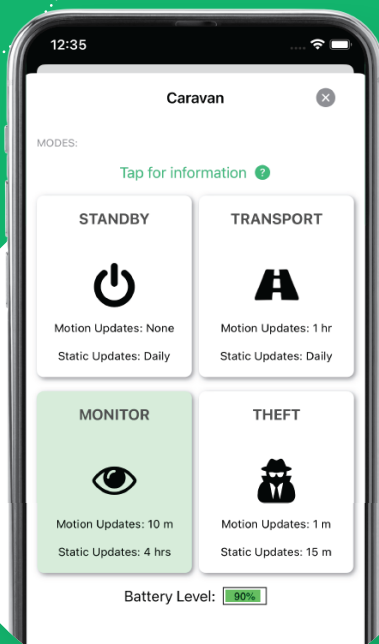 12:35
Caravan
MODES:
Tap for information ?
STANDBY
Motion Updates: None
Static Updates: Daily
TRANSPORT
Motion Updates: 1 hr
Static Updates: Daily
MONITOR
Motion Updates: 10 m
Static Updates: 4 hrs
THEFT
Motion Updates: 1 m
Static Updates: 15 m
Battery Level: 90%